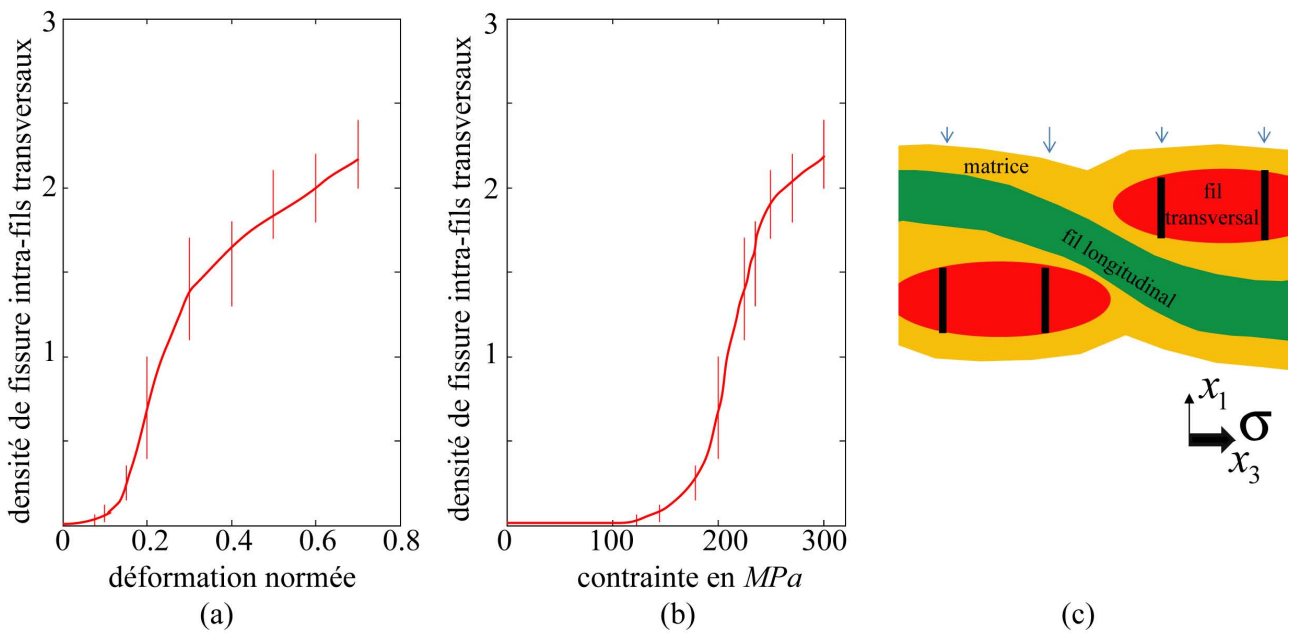 densité de fissure intra-fils transversaux
3
2
1
0 0.2 0.4 0.6 0.8
déformation normée
(a)
densité de fissure intra-fils transversaux
3
2
1
0 100 200 300
contrainte en MPa
(b)
matrice
fil
transversal
fil longitudinal
x1
σ
x3
(c)